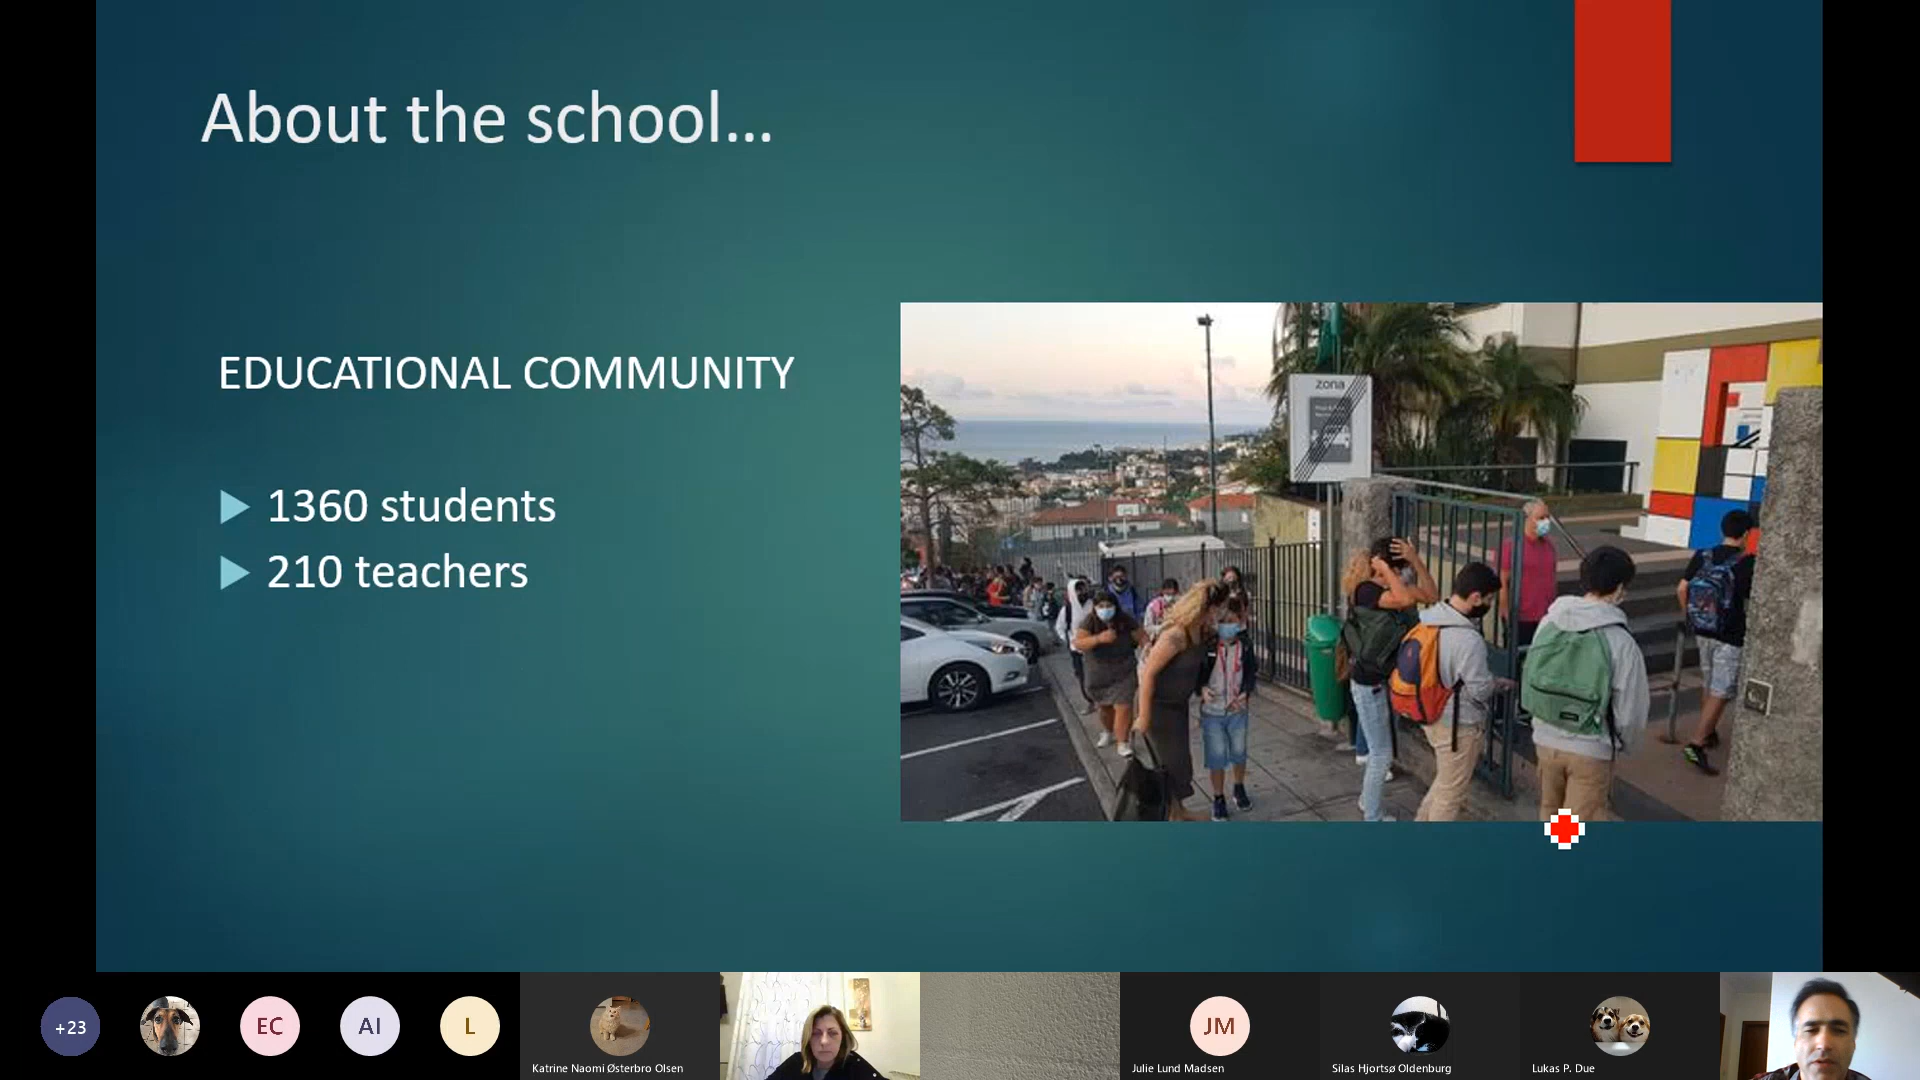 About the school...
EDUCATIONAL COMMUNITY
1360 students
210 teachers
zona
+23
EC
AI
L
Katrine Naomi Østerbro Olsen
JM
Julie Lund Madsen
Silas Hjortsø Oldenburg
Lukas P. Due